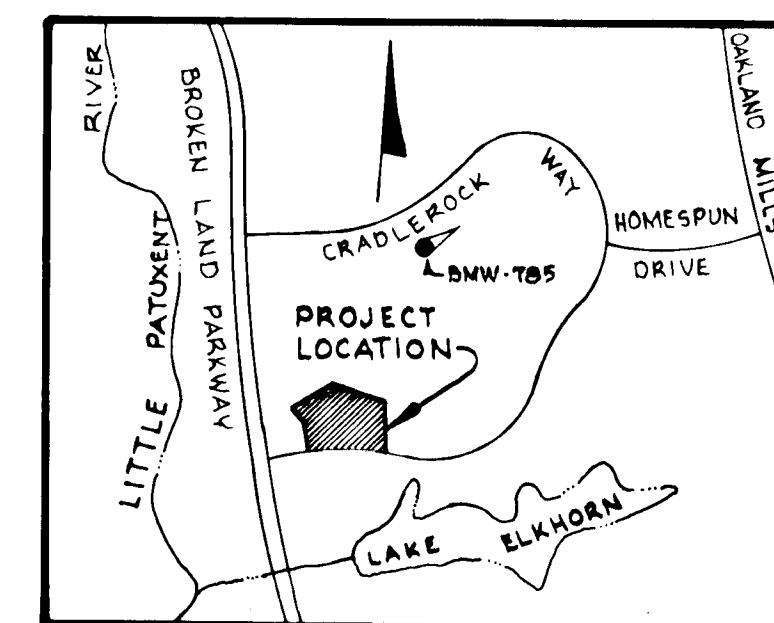 LITTLE PATUXENT RIVER
BROKEN LAND PARKWAY
OAKLAND MILLS
CRADLEROCK WAY
HOMESPUN
DRIVE
BMW-785
PROJECT
LOCATION
LAKE ELKHORN